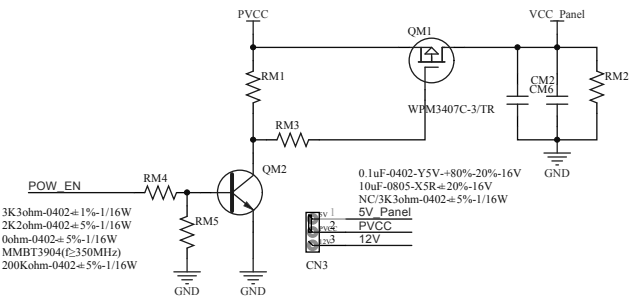 PVCC
VCC_Panel
QM1
RM1
CM2
CM6
RM2
WPM3407C-3/TR
RM3
QM2
GND
RM4
POW_EN
0.1uF-0402-Y5V-+80%-20%-16V
10uF-0805-X5R±20%-16V
NC/3K3ohm-0402±5%-1/16W
3K3ohm-0402±1%-1/16W
2K2ohm-0402±5%-1/16W
0ohm-0402±5%-1/16W
MMBT3904(f≥350MHz)
200Kohm-0402±5%-1/16W
RM5
5V 1 5V_Panel
PVCC2 PVCC
12V3 12V
CN3
GND
GND